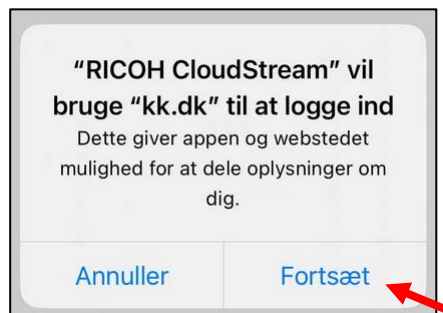 “RICOH CloudStream” vil
bruge “kk.dk” til at logge ind
Dette giver appen og webstedet
mulighed for at dele oplysninger om
dig.
Annuller
Fortsæt